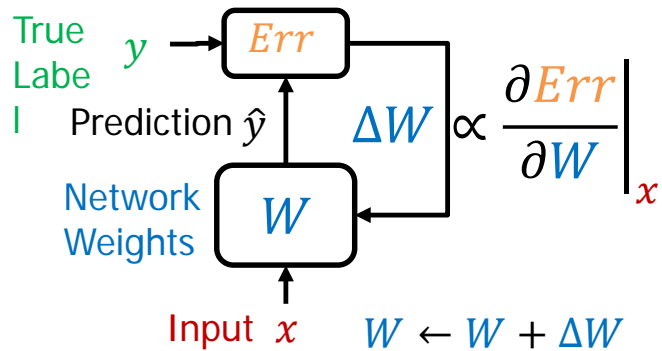 True
Labe
l
y
Err
Prediction ŷ
ΔW ∝ ∂Err/∂W |x
Network
Weights
W
Input x
W ← W + ΔW